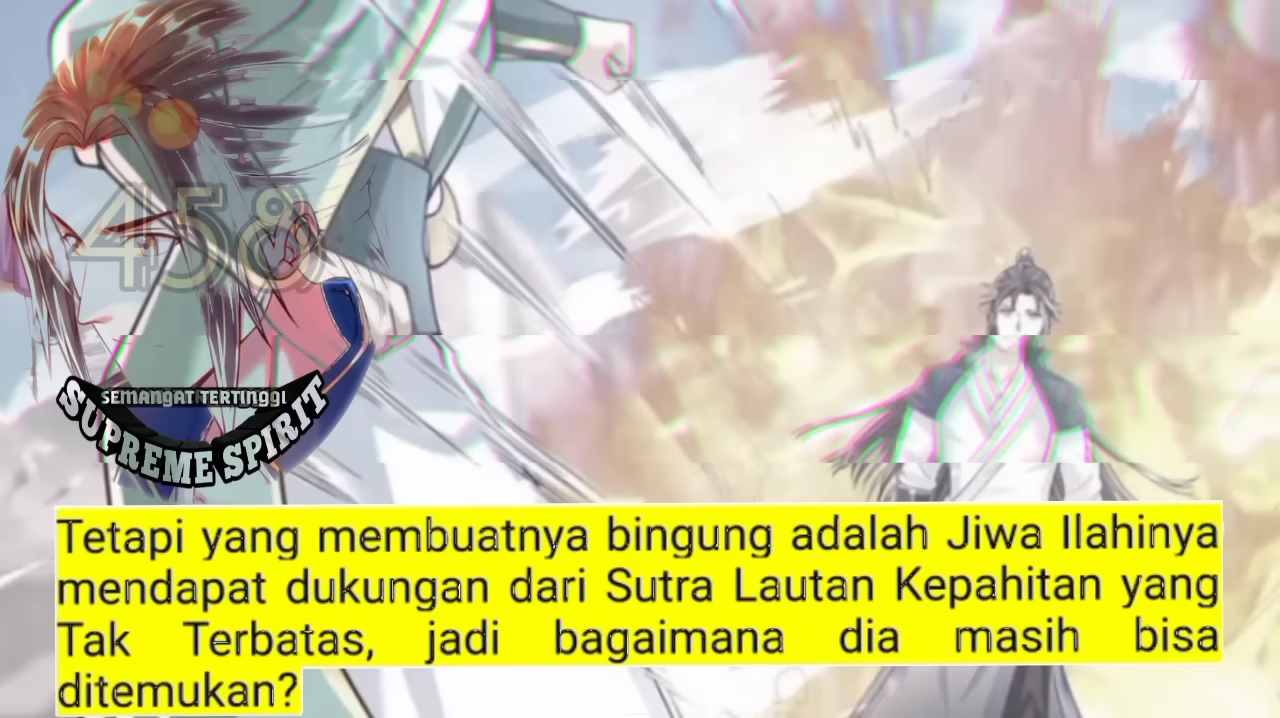 458
SEMANGAT TERTINGGI
SUPREME SPIRIT
Tetapi yang membuatnya bingung adalah Jiwa Ilahinya
mendapat dukungan dari Sutra Lautan Kepahitan yang
Tak Terbatas, jadi bagaimana dia masih bisa
ditemukan?